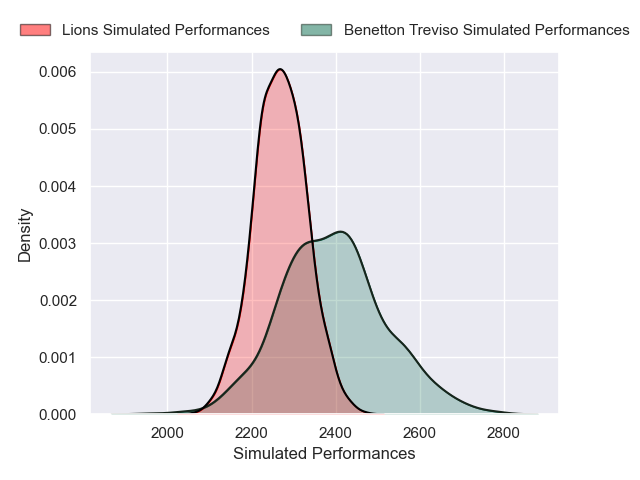 Lions Simulated Performances
Benetton Treviso Simulated Performances
0.006
0.005
0.004
0.003
0.002
0.001
0.000
Density
2000 2200 2400 2600 2800
Simulated Performances